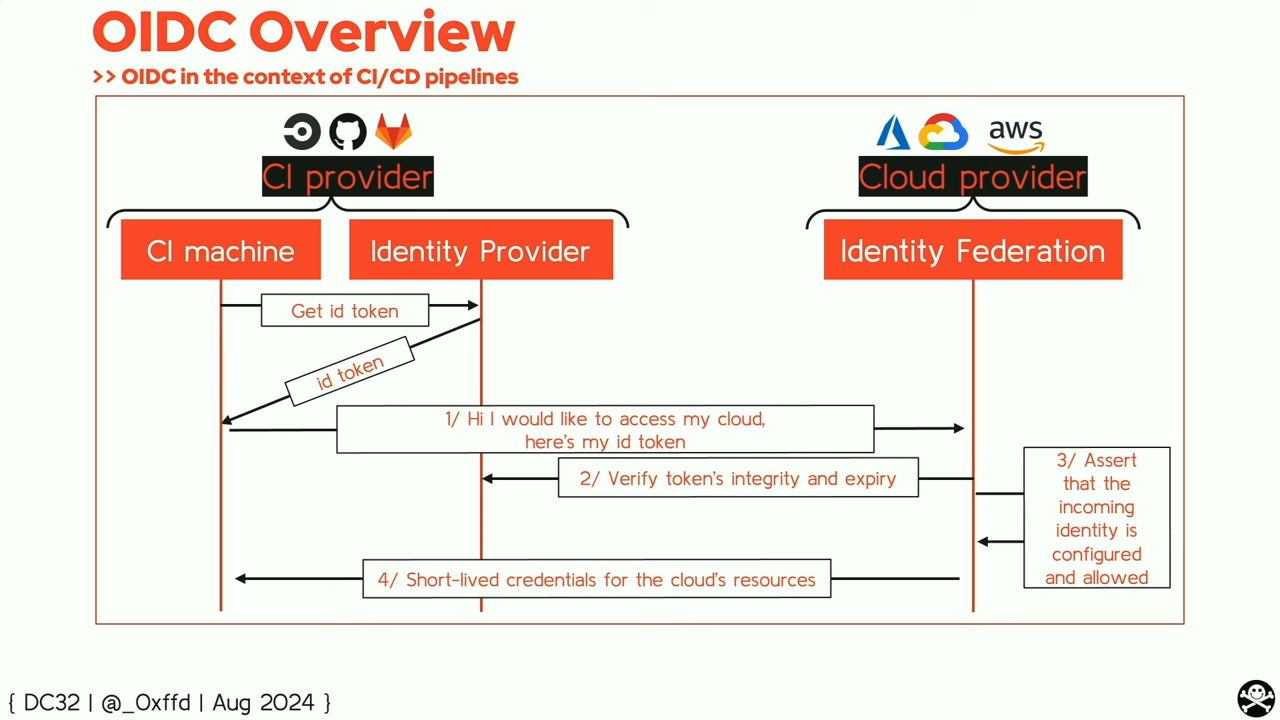 OIDC Overview
>> OIDC in the context of CI/CD pipelines
aws
CI provider
Cloud provider
CI machine
Identity Provider
Identity Federation
Get id token
id token
1/ Hi I would like to access my cloud,
here's my id token
2/ Verify token's integrity and expiry
3/ Assert
that the
incoming
identity is
configured
and allowed
4/ Short-lived credentials for the cloud's resources
{ DC32 | @_0xffd | Aug 2024 }